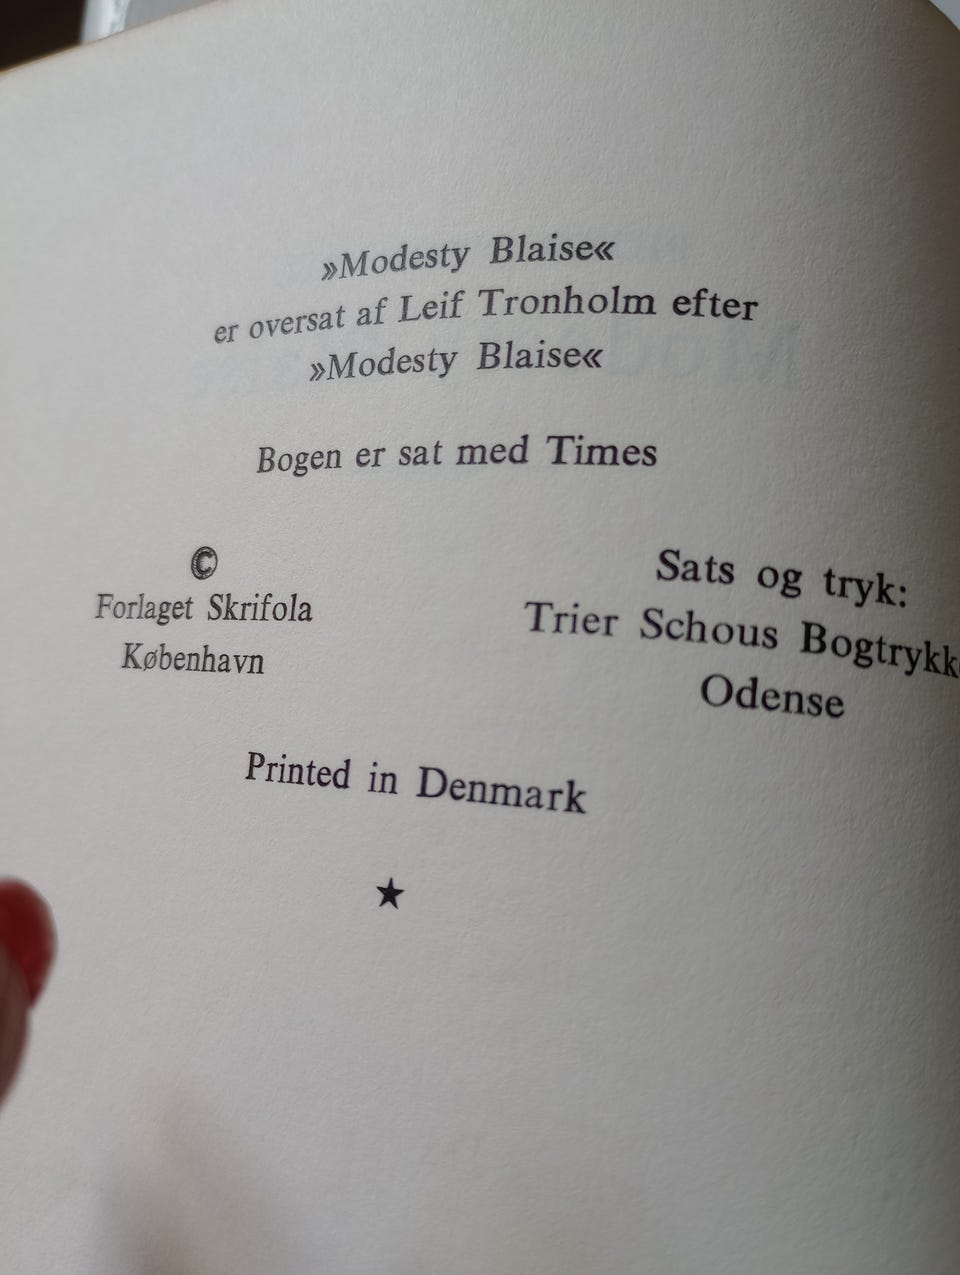 »Modesty Blaise«
er oversat af Leif Tronholm efter
»Modesty Blaise«
Bogen er sat med Times
©
Forlaget Skrifola
København
Sats og tryk:
Trier Schous
Odense
Printed in Denmark
★